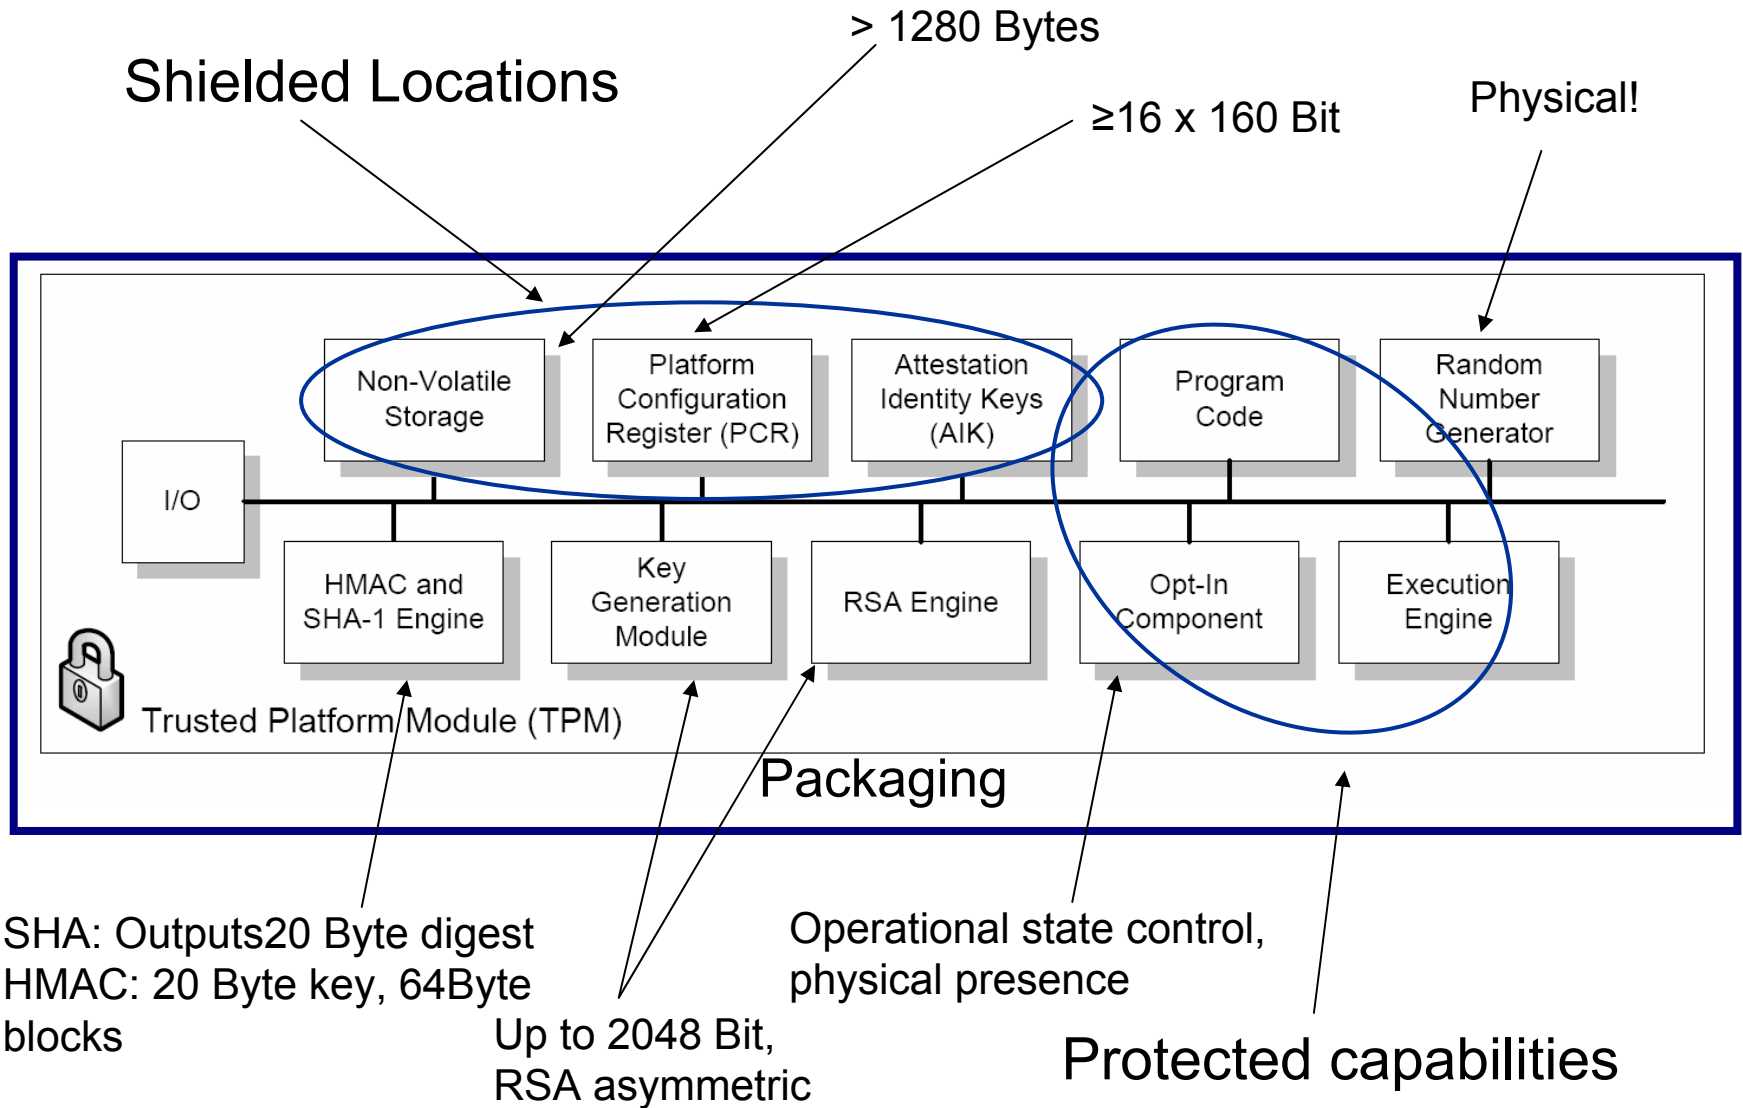 > 1280 Bytes
Shielded Locations
≥16 x 160 Bit
Physical!
Non-Volatile
Storage
Platform
Configuration
Register (PCR)
Attestation
Identity Keys
(AIK)
Program
Code
Random
Number
Generator
I/O
HMAC and
SHA-1 Engine
Key
Generation
Module
RSA Engine
Opt-In
Component
Execution
Engine
Trusted Platform Module (TPM)
Packaging
SHA: Outputs20 Byte digest
HMAC: 20 Byte key, 64Byte
blocks
Up to 2048 Bit,
RSA asymmetric
Operational state control,
physical presence
Protected capabilities